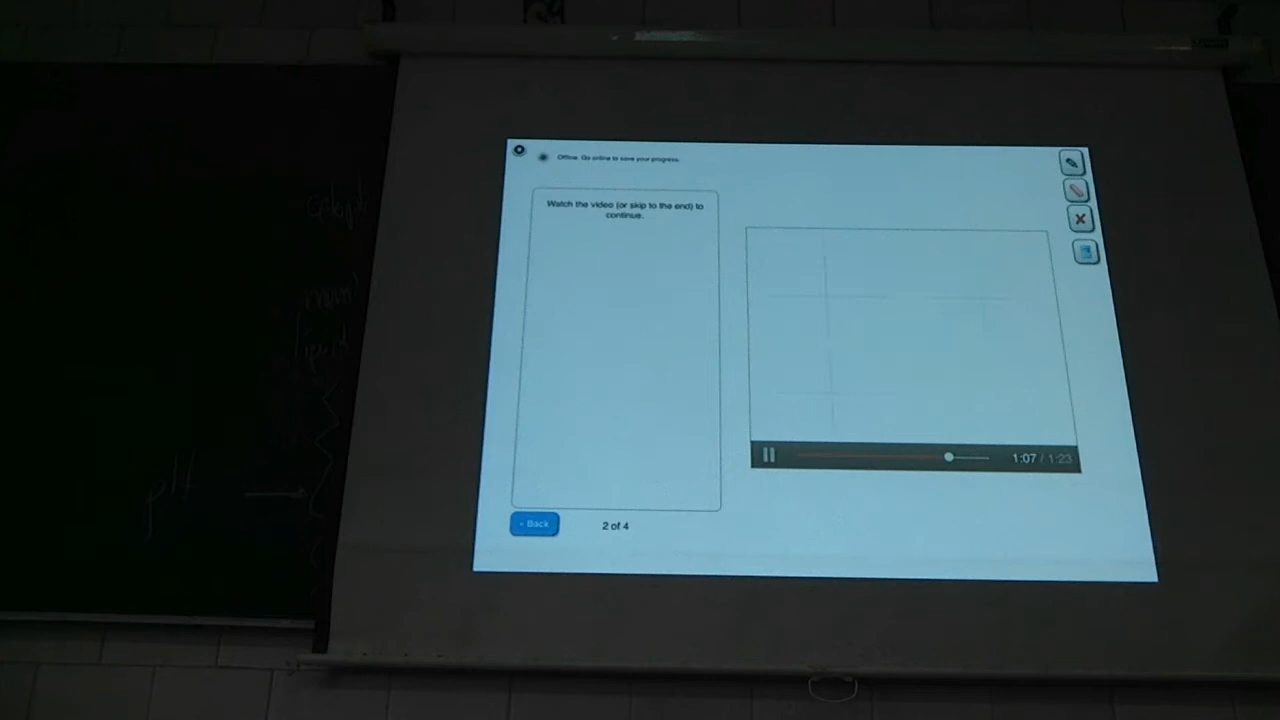 Offline. Go online to save your progress.
Watch the video (or skip to the end) to
continue.
1:07 / 1:23
‹ Back
2 of 4
pH